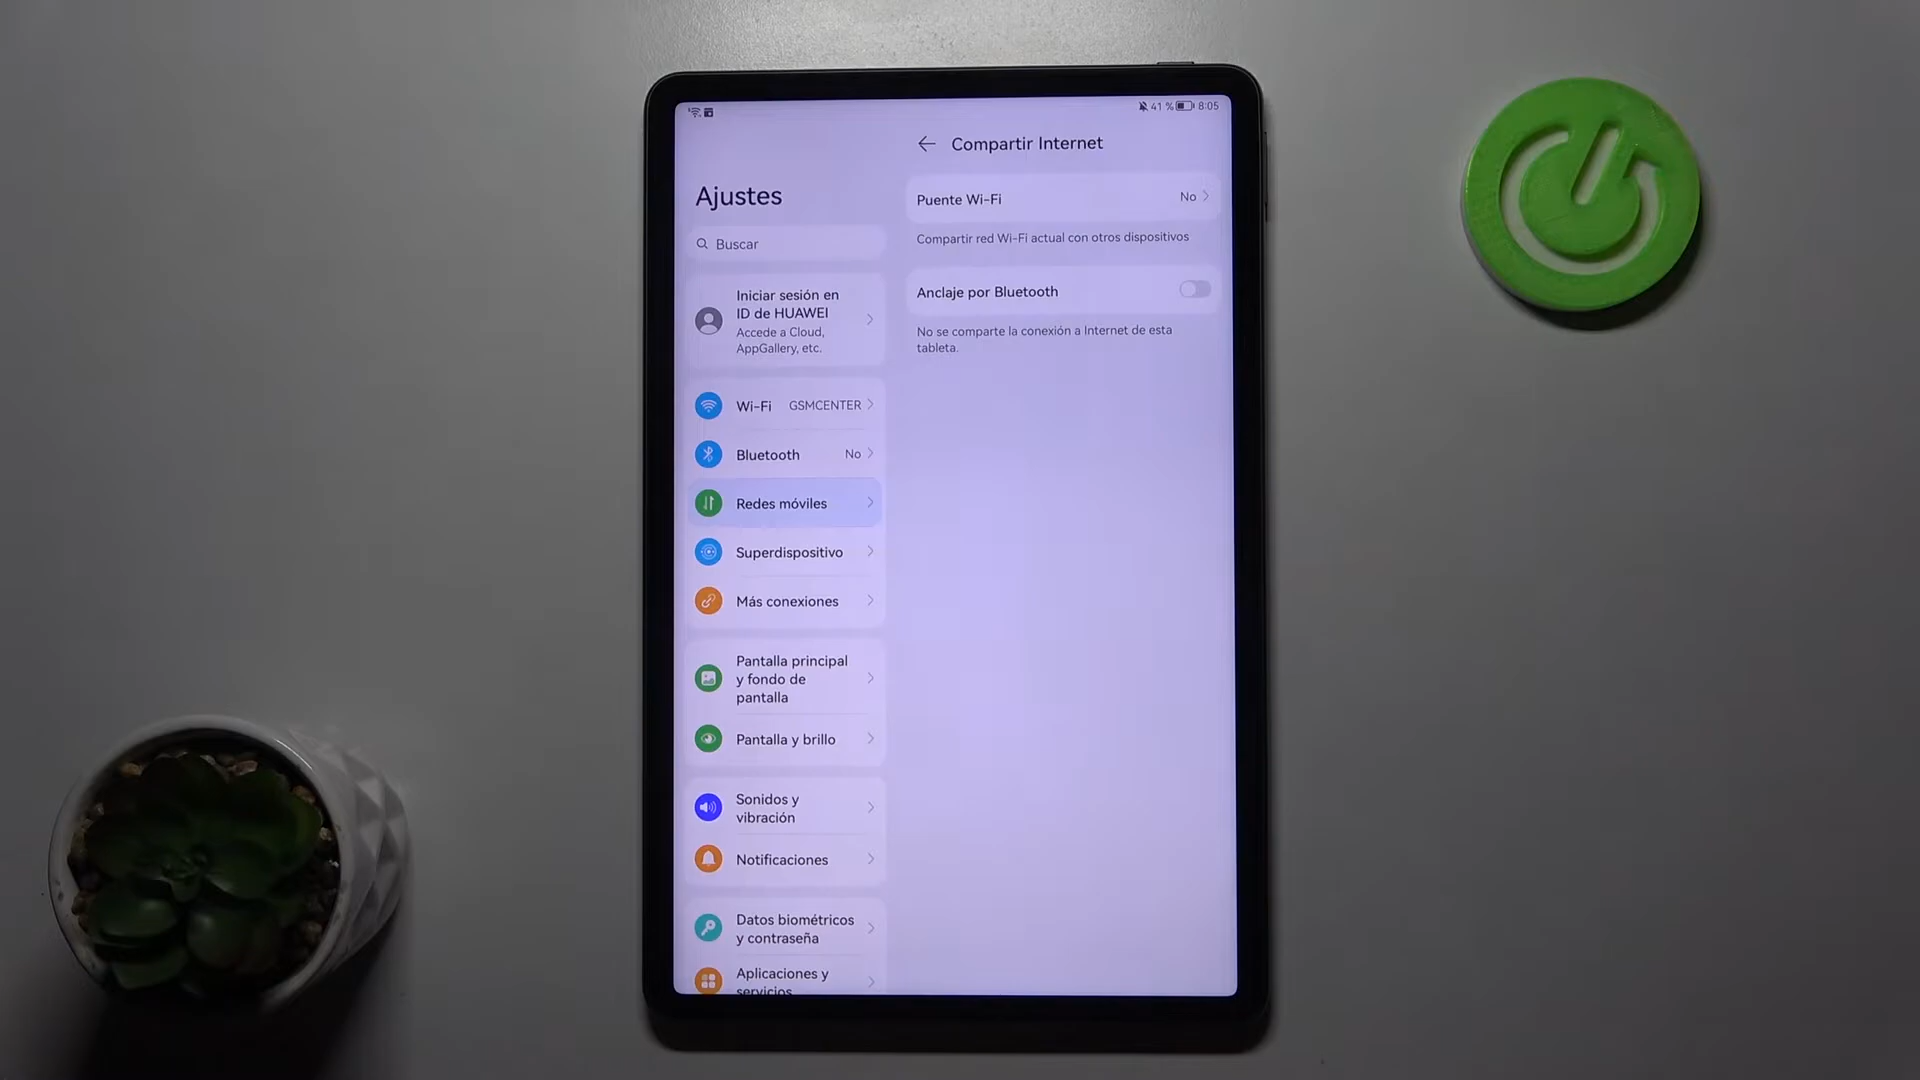 41 %
8:05
Compartir Internet
Ajustes
Buscar
Iniciar sesión en
ID de HUAWEI
Accede a Cloud,
AppGallery, etc.
Wi-Fi GSMCENTER
Bluetooth No
Redes móviles
Superdispositivo
Más conexiones
Pantalla principal
y fondo de
pantalla
Pantalla y brillo
Sonidos y
vibración
Notificaciones
Datos biométricos
y contraseña
Aplicaciones y
servicios
Puente Wi-Fi No
Compartir red Wi-Fi actual con otros dispositivos
Anclaje por Bluetooth
No se comparte la conexión a Internet de esta
tableta.